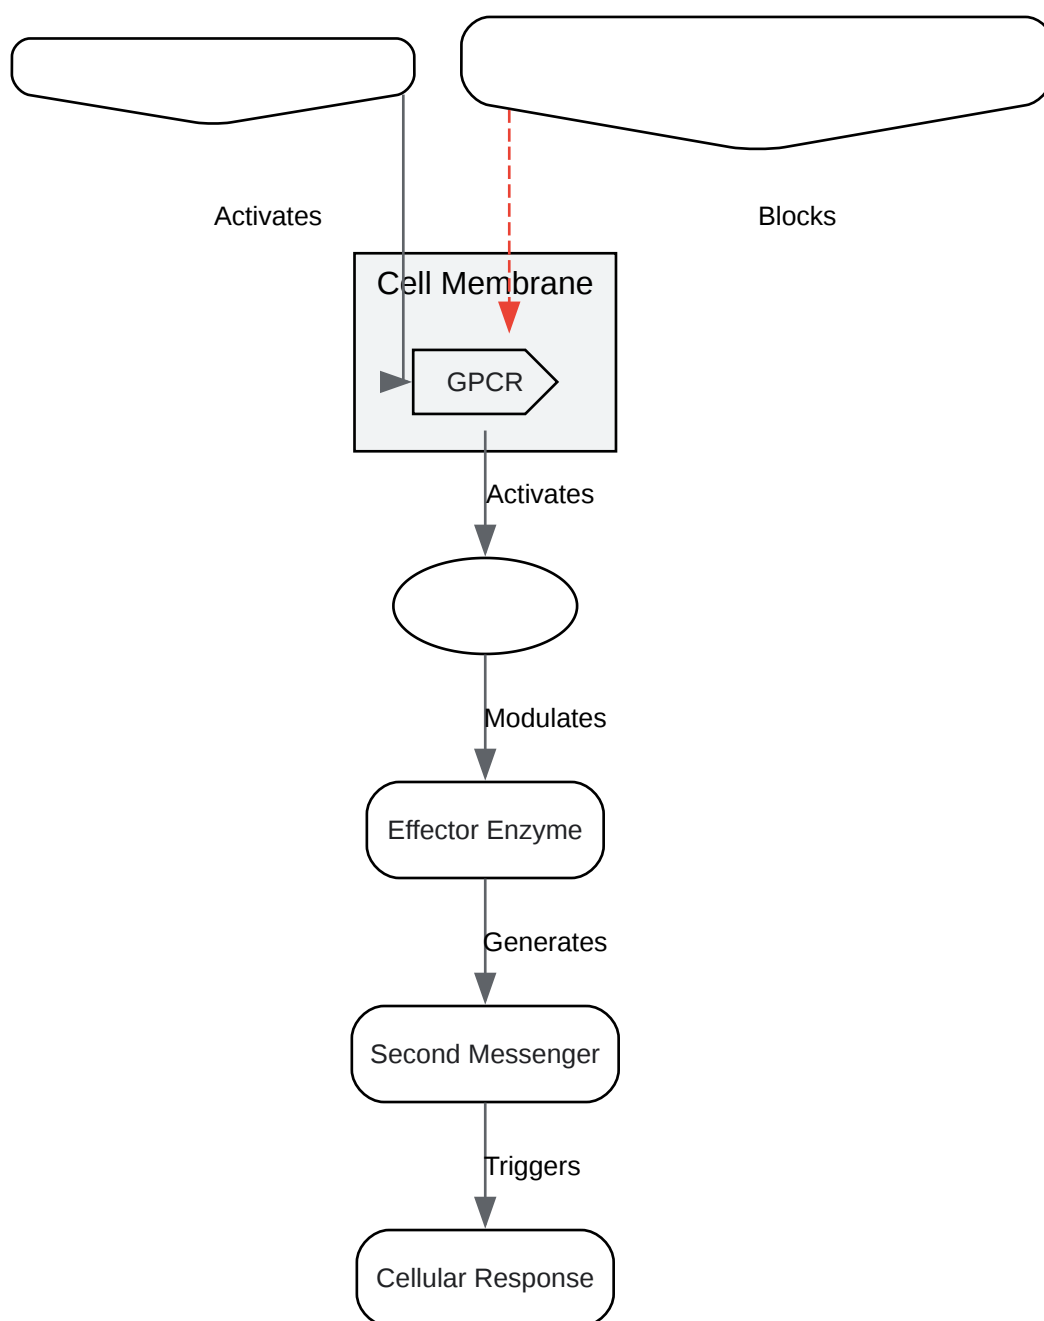 Activates
Blocks
Cell Membrane
GPCR
Activates
Modulates
Effector Enzyme
Generates
Second Messenger
Triggers
Cellular Response